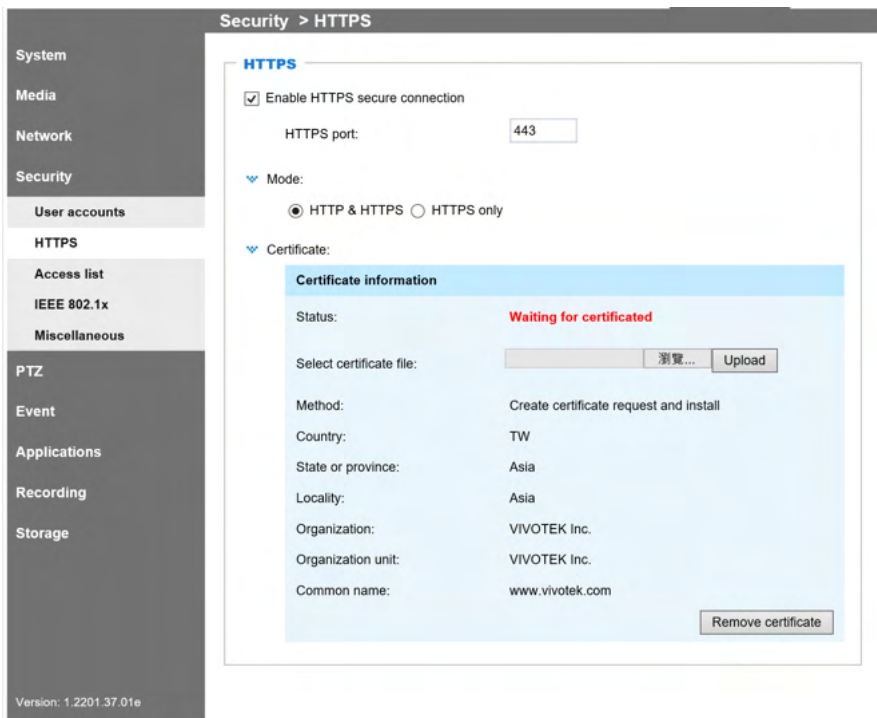 Security > HTTPS
System
Media
Network
Security
User accounts
HTTPS
Access list
IEEE 802.1x
Miscellaneous
PTZ
Event
Applications
Recording
Storage
Version: 1.2201.37.01e
HTTPS
Enable HTTPS secure connection
HTTPS port: 443
Mode:
HTTP & HTTPS HTTPS only
Certificate:
Certificate information
Status: Waiting for certificated
Select certificate file: 瀏覽... Upload
Method: Create certificate request and install
Country: TW
State or province: Asia
Locality: Asia
Organization: VIVOTEK Inc.
Organization unit: VIVOTEK Inc.
Common name: www.vivotek.com
Remove certificate